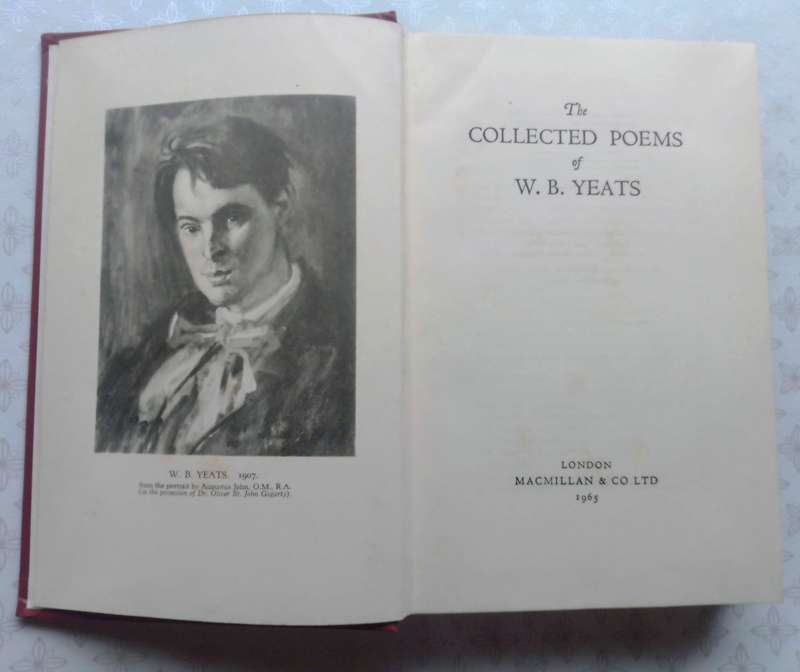 W. B. YEATS. 1907.
from the portrait by Augustus John, O.M., R.A.
(in the possession of Dr. Oliver St. John Gogarty).
The
COLLECTED POEMS
of
W. B. YEATS
LONDON
MACMILLAN & CO LTD
1965